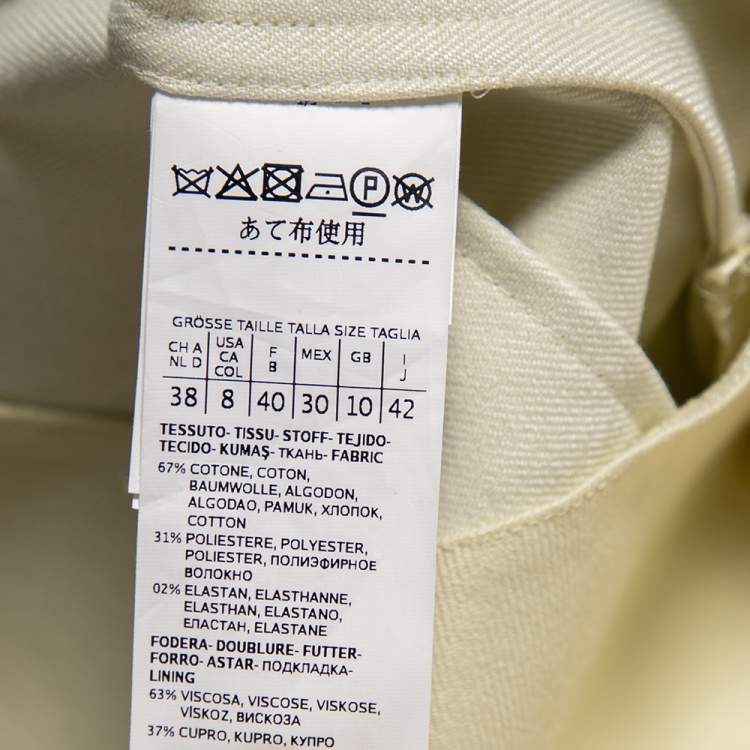 P W
あて布使用
GRÖSSE TAILLE TALLA SIZE TAGLIA
CH A NL D USA CA COL F B MEX GB I J
38 8 40 30 10 42
TESSUTO- TISSU- STOFF- TEJIDO-
TECIDO- KUMAŞ- ТКАНЬ- FABRIC
67% COTONE, COTON,
BAUMWOLLE, ALGODON,
ALGODAO, PAMUK, ХЛОПОК,
COTTON
31% POLIESTERE, POLYESTER,
POLIESTER, ПОЛИЭФИРНОЕ
ВОЛОКНО
02% ELASTAN, ELASTHANNE,
ELASTHAN, ELASTANO,
ЕЛАСТАН, ELASTANE
FODERA- DOUBLURE- FUTTER-
FORRO- ASTAR- ПОДКЛАДКА-
LINING
63% VISCOSA, VISCOSE, VISKOSE,
VİSKOZ, ВИСКОЗА
37% CUPRO, KUPRO, КУПРО